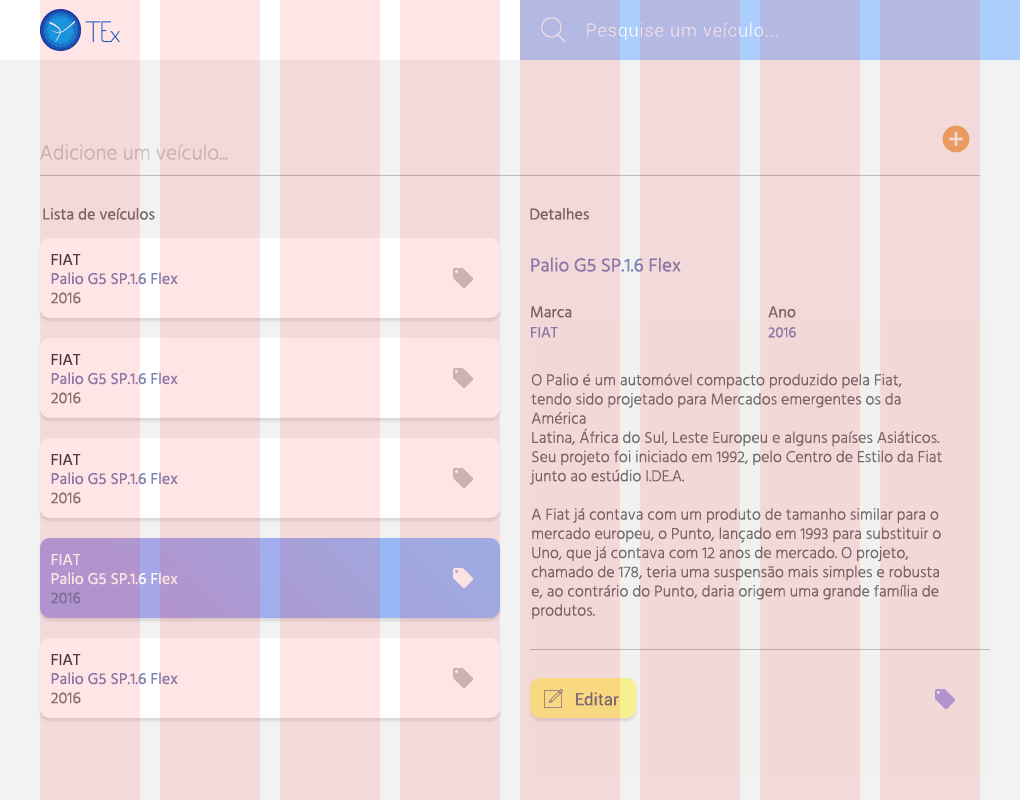 TEx
Pesquise um veículo...
Adicione um veículo...
Lista de veículos
FIAT
Palio G5 SP.1.6 Flex
2016
FIAT
Palio G5 SP.1.6 Flex
2016
FIAT
Palio G5 SP.1.6 Flex
2016
FIAT
Palio G5 SP.1.6 Flex
2016
FIAT
Palio G5 SP.1.6 Flex
2016
Detalhes
Palio G5 SP.1.6 Flex
Marca
FIAT
Ano
2016
O Palio é um automóvel compacto produzido pela Fiat,
tendo sido projetado para Mercados emergentes os da
América
Latina, África do Sul, Leste Europeu e alguns países Asiáticos.
Seu projeto foi iniciado em 1992, pelo Centro de Estilo da Fiat
junto ao estúdio I.DE.A.
A Fiat já contava com um produto de tamanho similar para o
mercado europeu, o Punto, lançado em 1993 para substituir o
Uno, que já contava com 12 anos de mercado. O projeto,
chamado de 178, teria uma suspensão mais simples e robusta
e, ao contrário do Punto, daria origem uma grande família de
produtos.
Editar